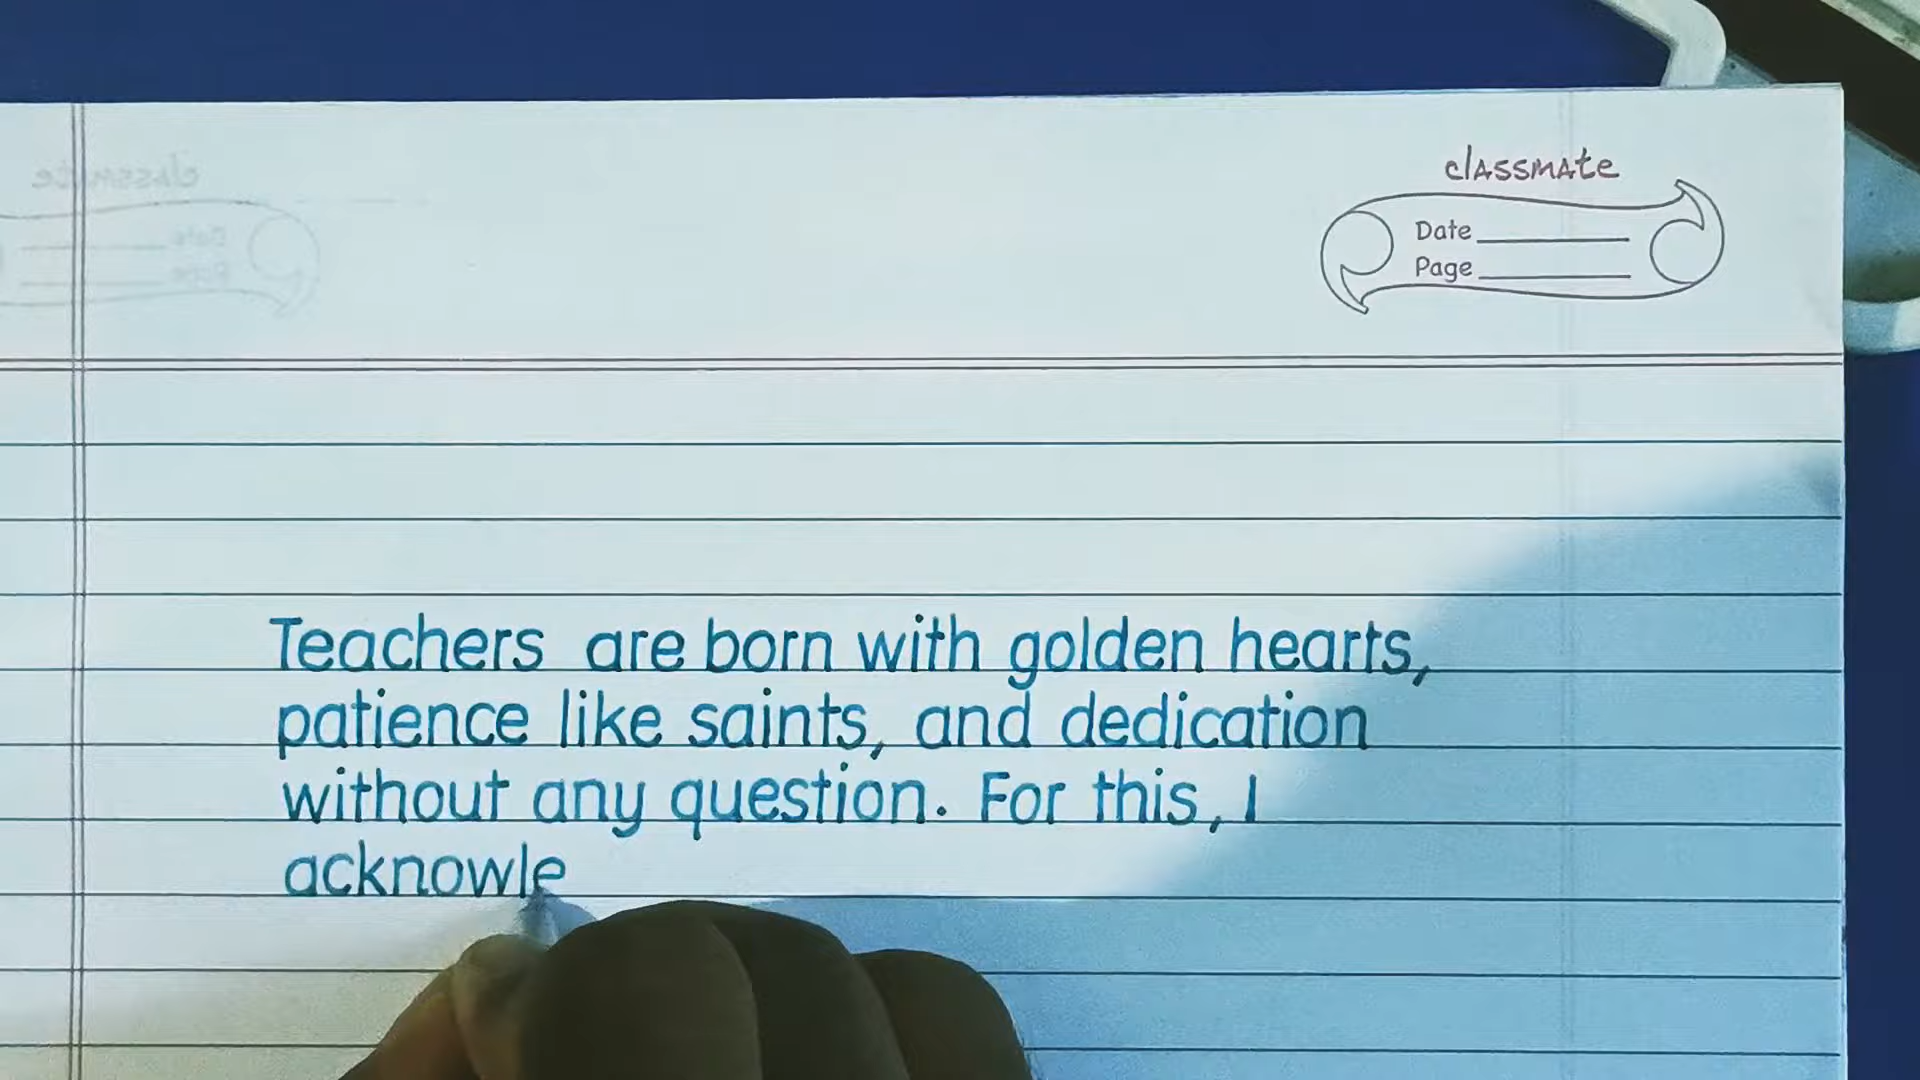 classmate
Date
Page
Teachers are born with golden hearts,
patience like saints, and dedication
without any question. For this, I
acknowle